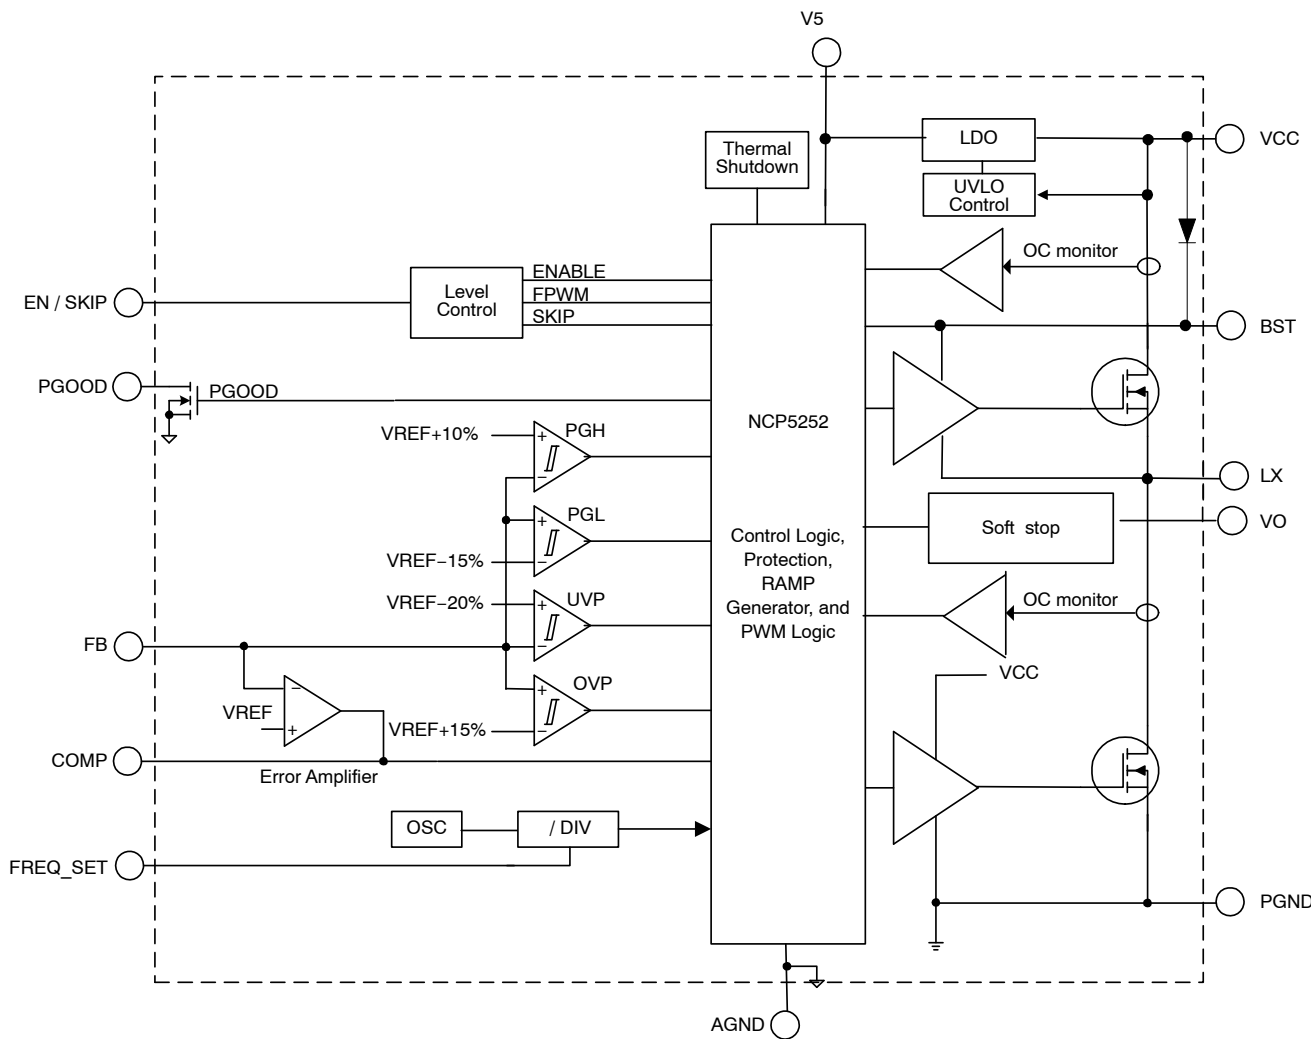 V5
VCC
LDO
Thermal
Shutdown
UVLO
Control
OC monitor
ENABLE
EN / SKIP
Level
Control
FPWM
SKIP
BST
PGOOD
PGOOD
NCP5252
VREF+10%
PGH
LX
PGL
VO
Soft stop
Control Logic,
Protection,
RAMP
Generator, and
PWM Logic
VREF−15%
VREF−20%
UVP
OC monitor
FB
VCC
OVP
VREF
VREF+15%
COMP
Error Amplifier
OSC
/ DIV
FREQ_SET
PGND
AGND